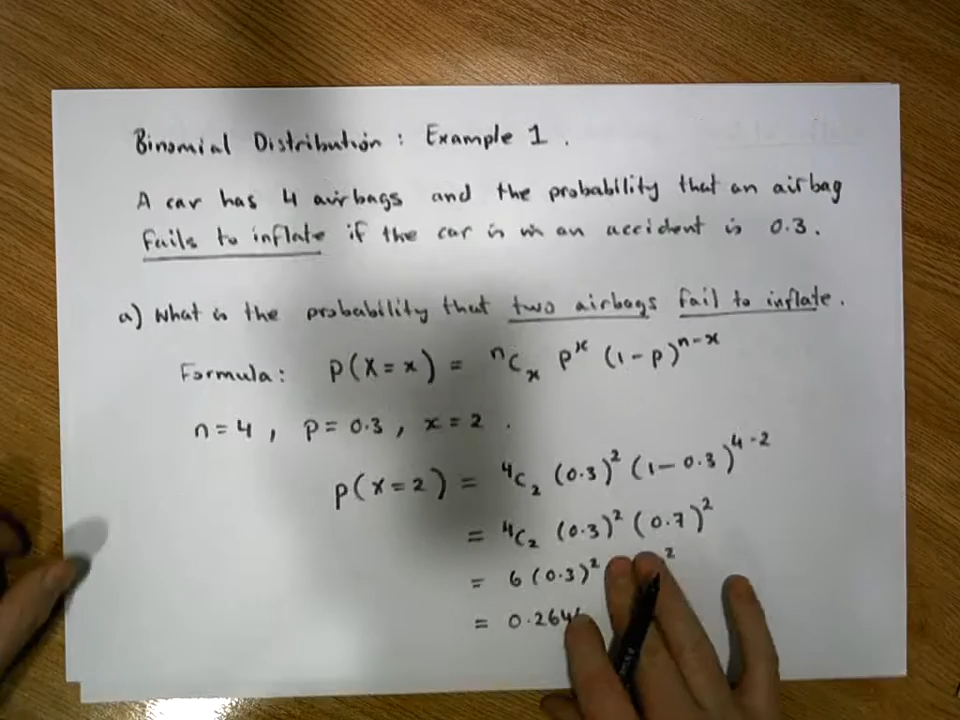 Binomial Distribution : Example 1 .
A car has 4 airbags and the probability that an airbag
fails to inflate if the car is in an accident is 0.3 .
a) What is the probability that two airbags fail to inflate .
Formula : P(X = x) = ⁿCₓ pˣ (1 - p)ⁿ⁻ˣ
n = 4 , p = 0.3 , x = 2 .
P(X = 2) = ⁴C₂ (0.3)² (1 - 0.3)⁴⁻²
= ⁴C₂ (0.3)² (0.7)²
= 6 (0.3)² ²
= 0.264